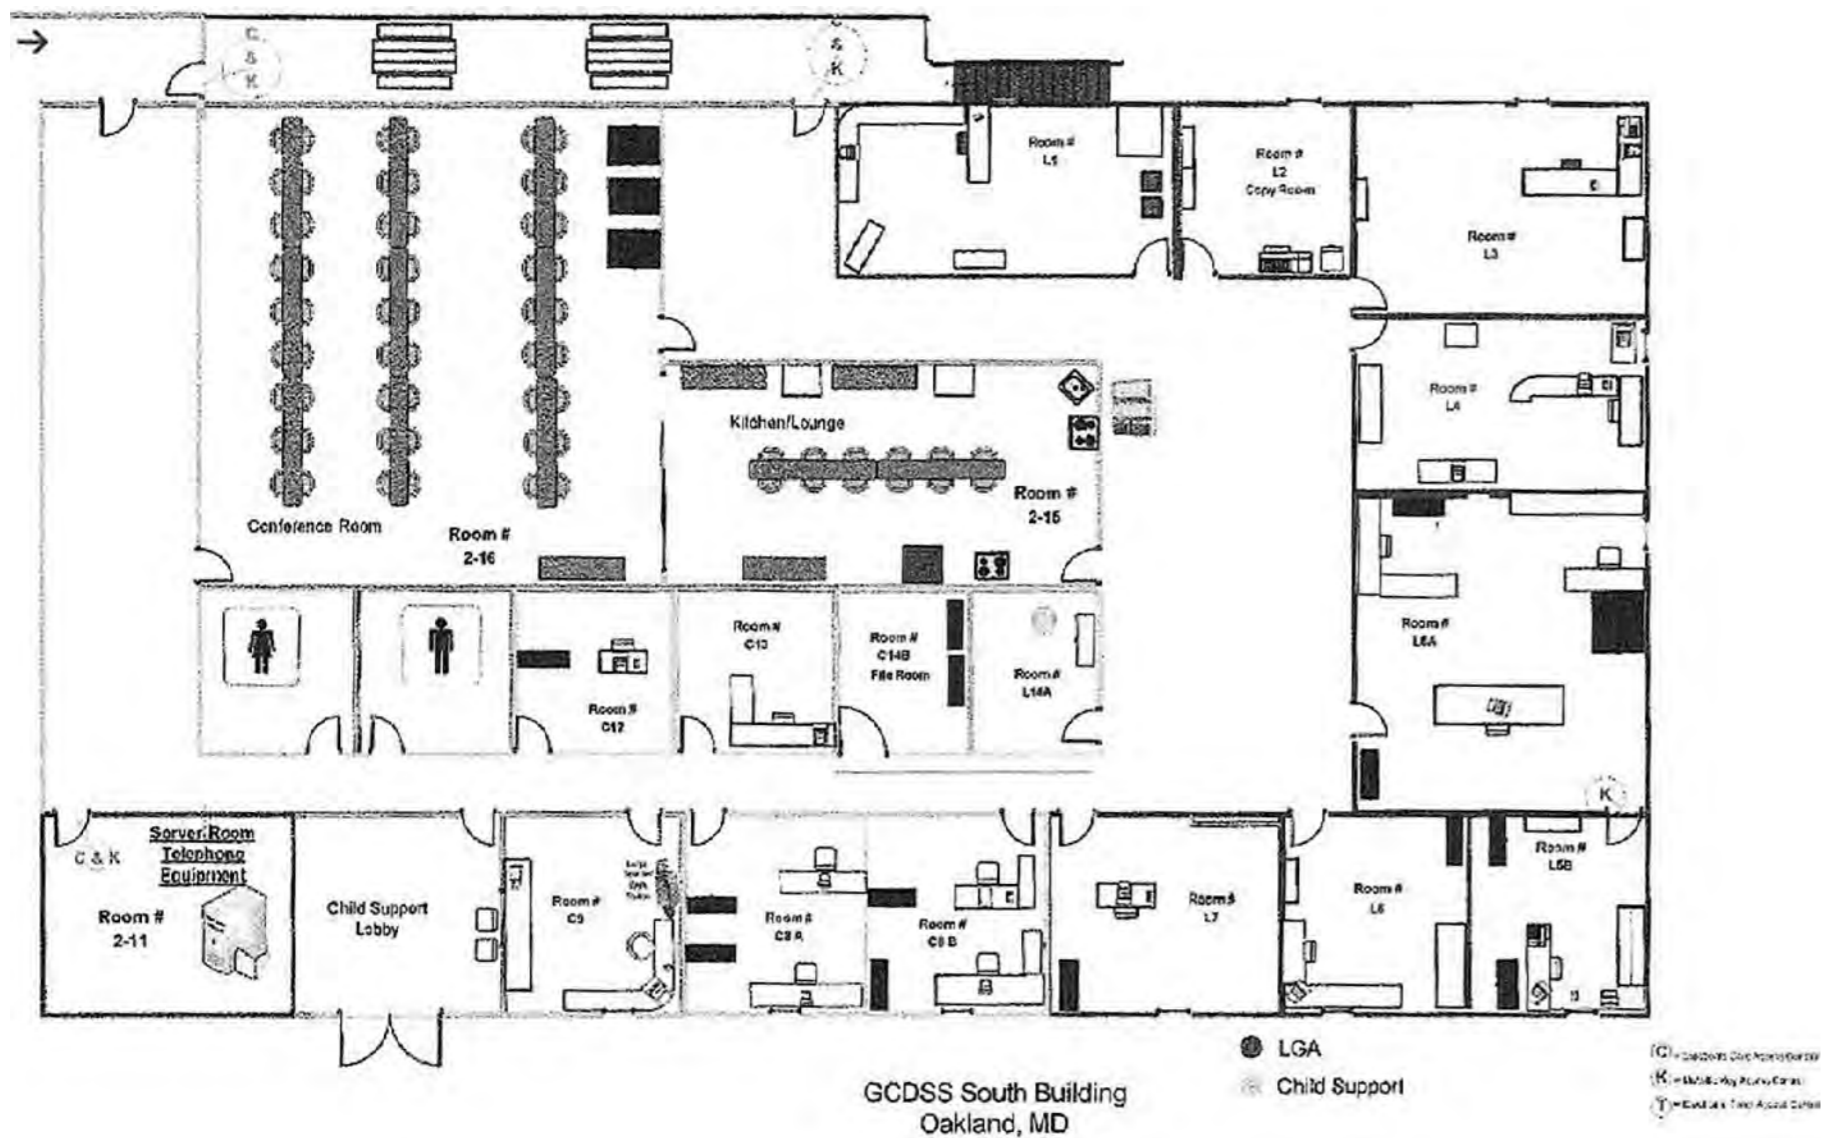 C
&
K
&
K
Room #
L1
Room #
L2
Copy Room
Room #
L3
Room #
L4
Kitchen/Lounge
Room #
2-15
Conference Room
Room #
2-16
Room #
C12
Room #
C13
Room #
C14B
File Room
Room #
L14A
Room #
L5A
K
C & K
Server Room
Telephone
Equipment
Room #
2-11
Child Support
Lobby
Room #
C9
Room #
C8 A
Room #
C8 B
Room #
L7
Room #
L6
Room #
L5B
LGA
Child Support
GCDSS South Building
Oakland, MD
(C)
(K)
(T)